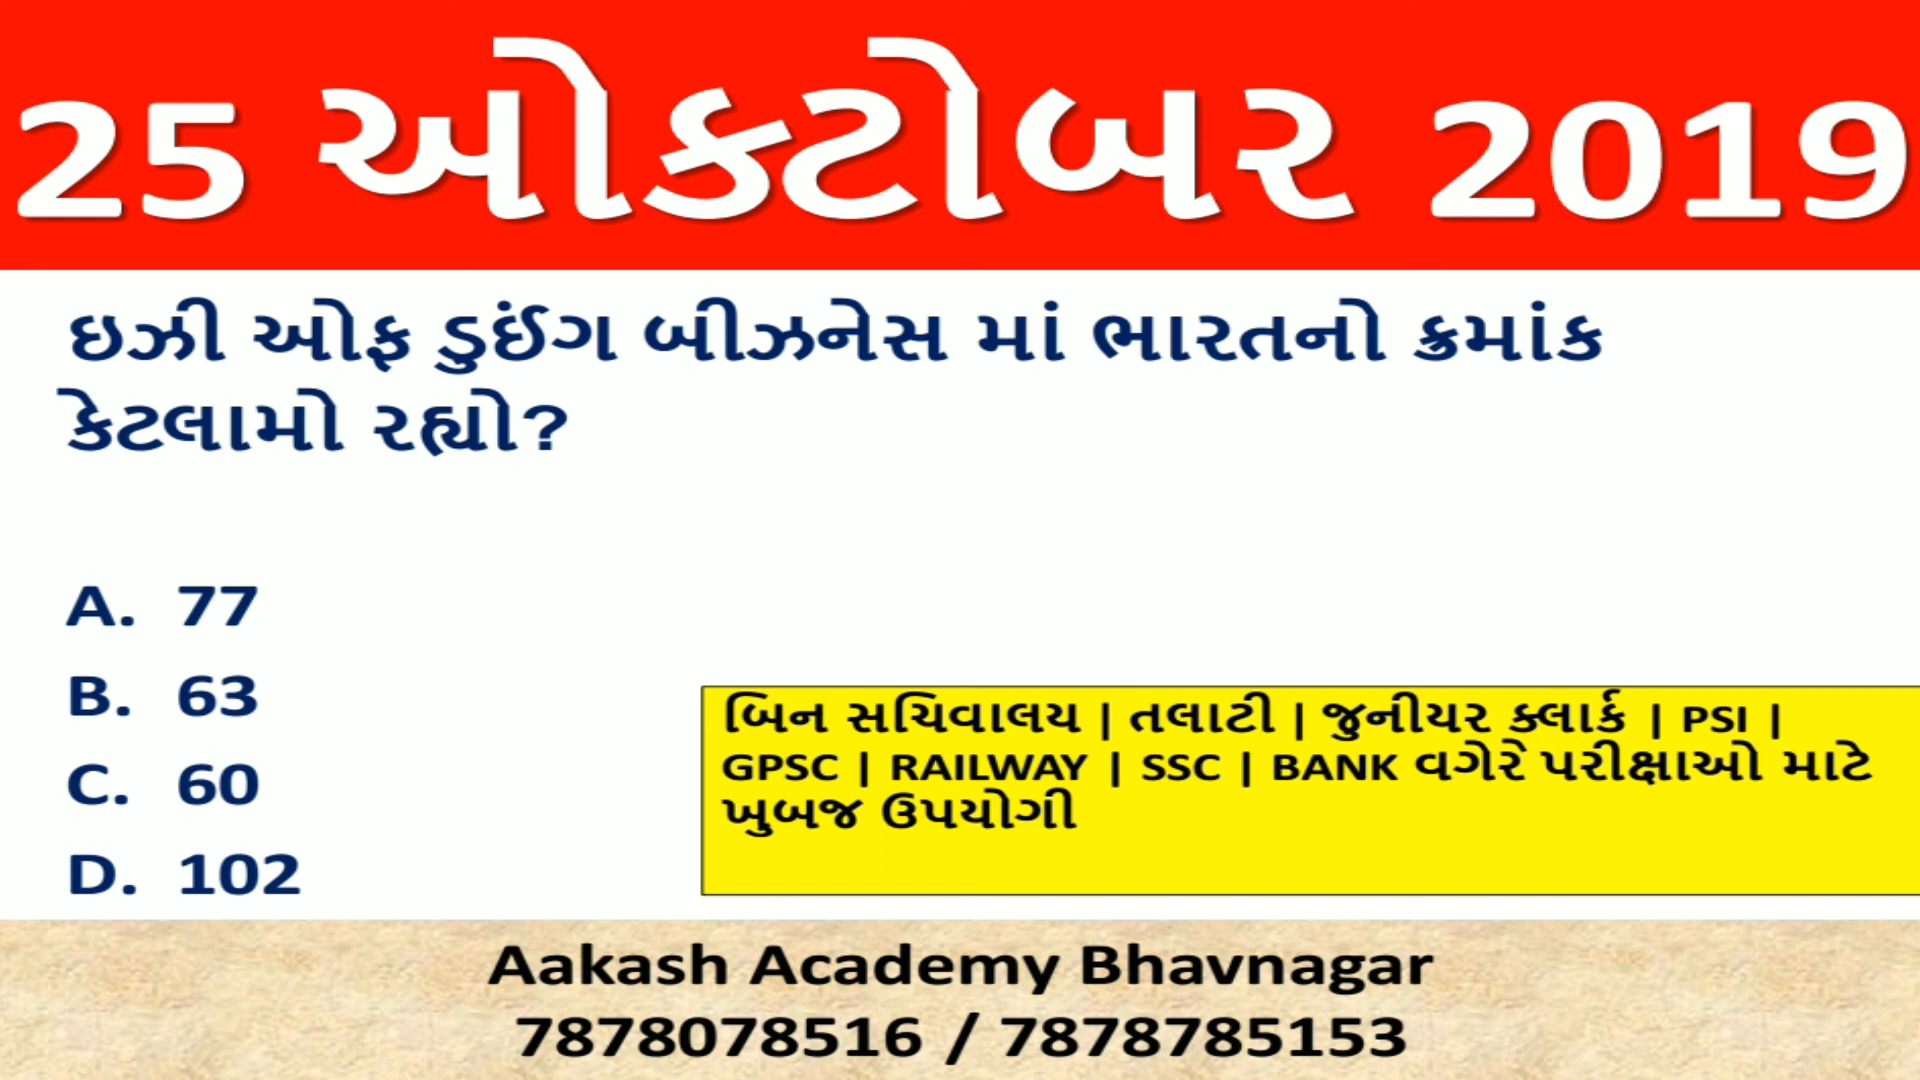 25 ઓક્ટોબર 2019
ઇઝી ઓફ ડુઇંગ બીઝનેસ માં ભારતનો ક્રમાંક
કેટલામો રહ્યો?
A. 77
B. 63
C. 60
D. 102
બિન સચિવાલય | તલાટી | જુનીયર ક્લાર્ક | PSI |
GPSC | RAILWAY | SSC | BANK વગેરે પરીક્ષાઓ માટે
ખુબજ ઉપયોગી
Aakash Academy Bhavnagar
7878078516 / 7878785153